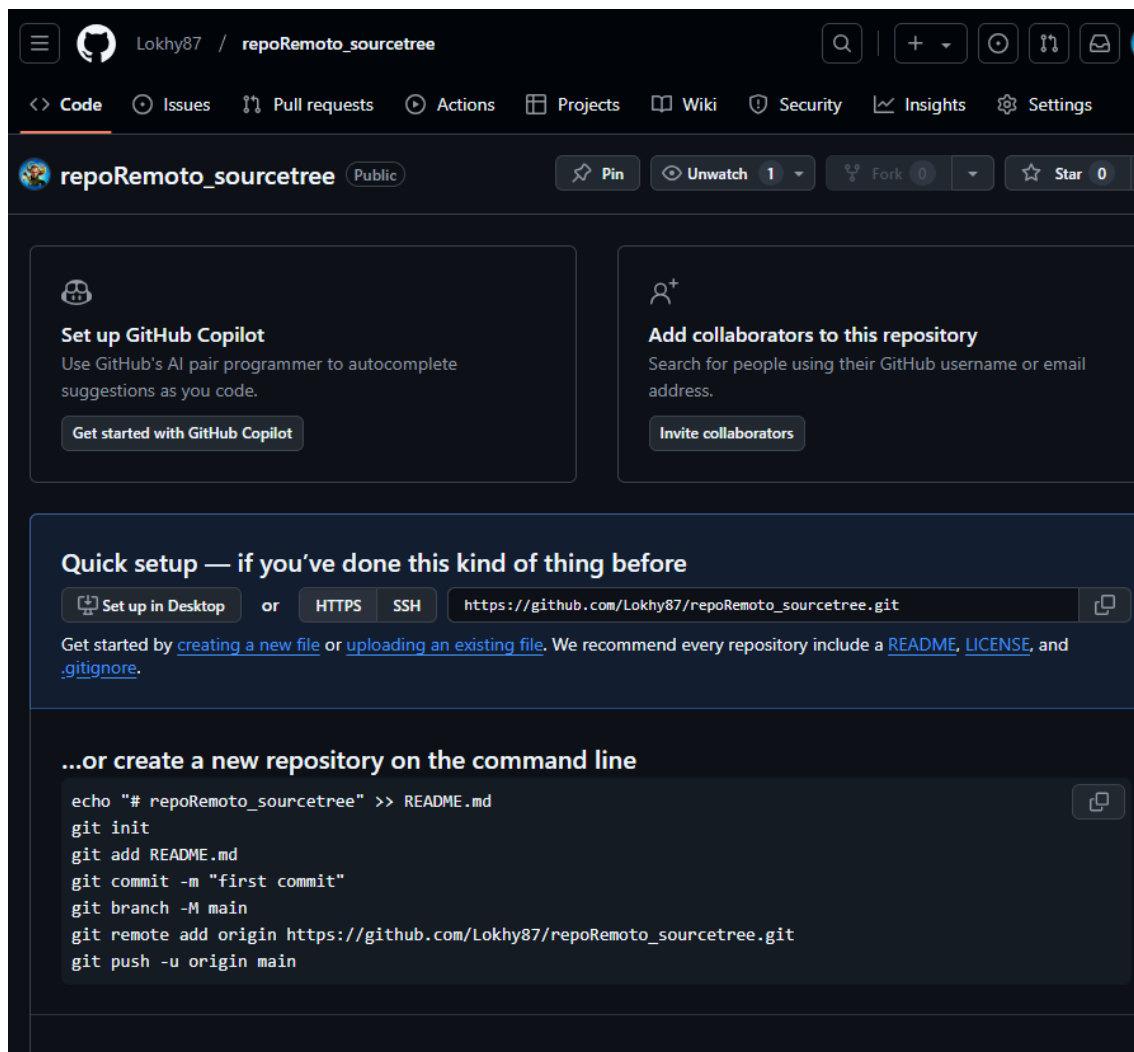 Lokhy87 / repoRemoto_sourcetree
Code Issues Pull requests Actions Projects Wiki Security Insights Settings
repoRemoto_sourcetree Public Pin Unwatch 1 Fork 0 Star 0
Set up GitHub Copilot
Use GitHub's AI pair programmer to autocomplete
suggestions as you code.
Get started with GitHub Copilot
Add collaborators to this repository
Search for people using their GitHub username or email
address.
Invite collaborators
Quick setup — if you’ve done this kind of thing before
Set up in Desktop or HTTPS SSH https://github.com/Lokhy87/repoRemoto_sourcetree.git
Get started by creating a new file or uploading an existing file. We recommend every repository include a README, LICENSE, and
.gitignore.
…or create a new repository on the command line
echo "# repoRemoto_sourcetree" >> README.md
git init
git add README.md
git commit -m "first commit"
git branch -M main
git remote add origin https://github.com/Lokhy87/repoRemoto_sourcetree.git
git push -u origin main